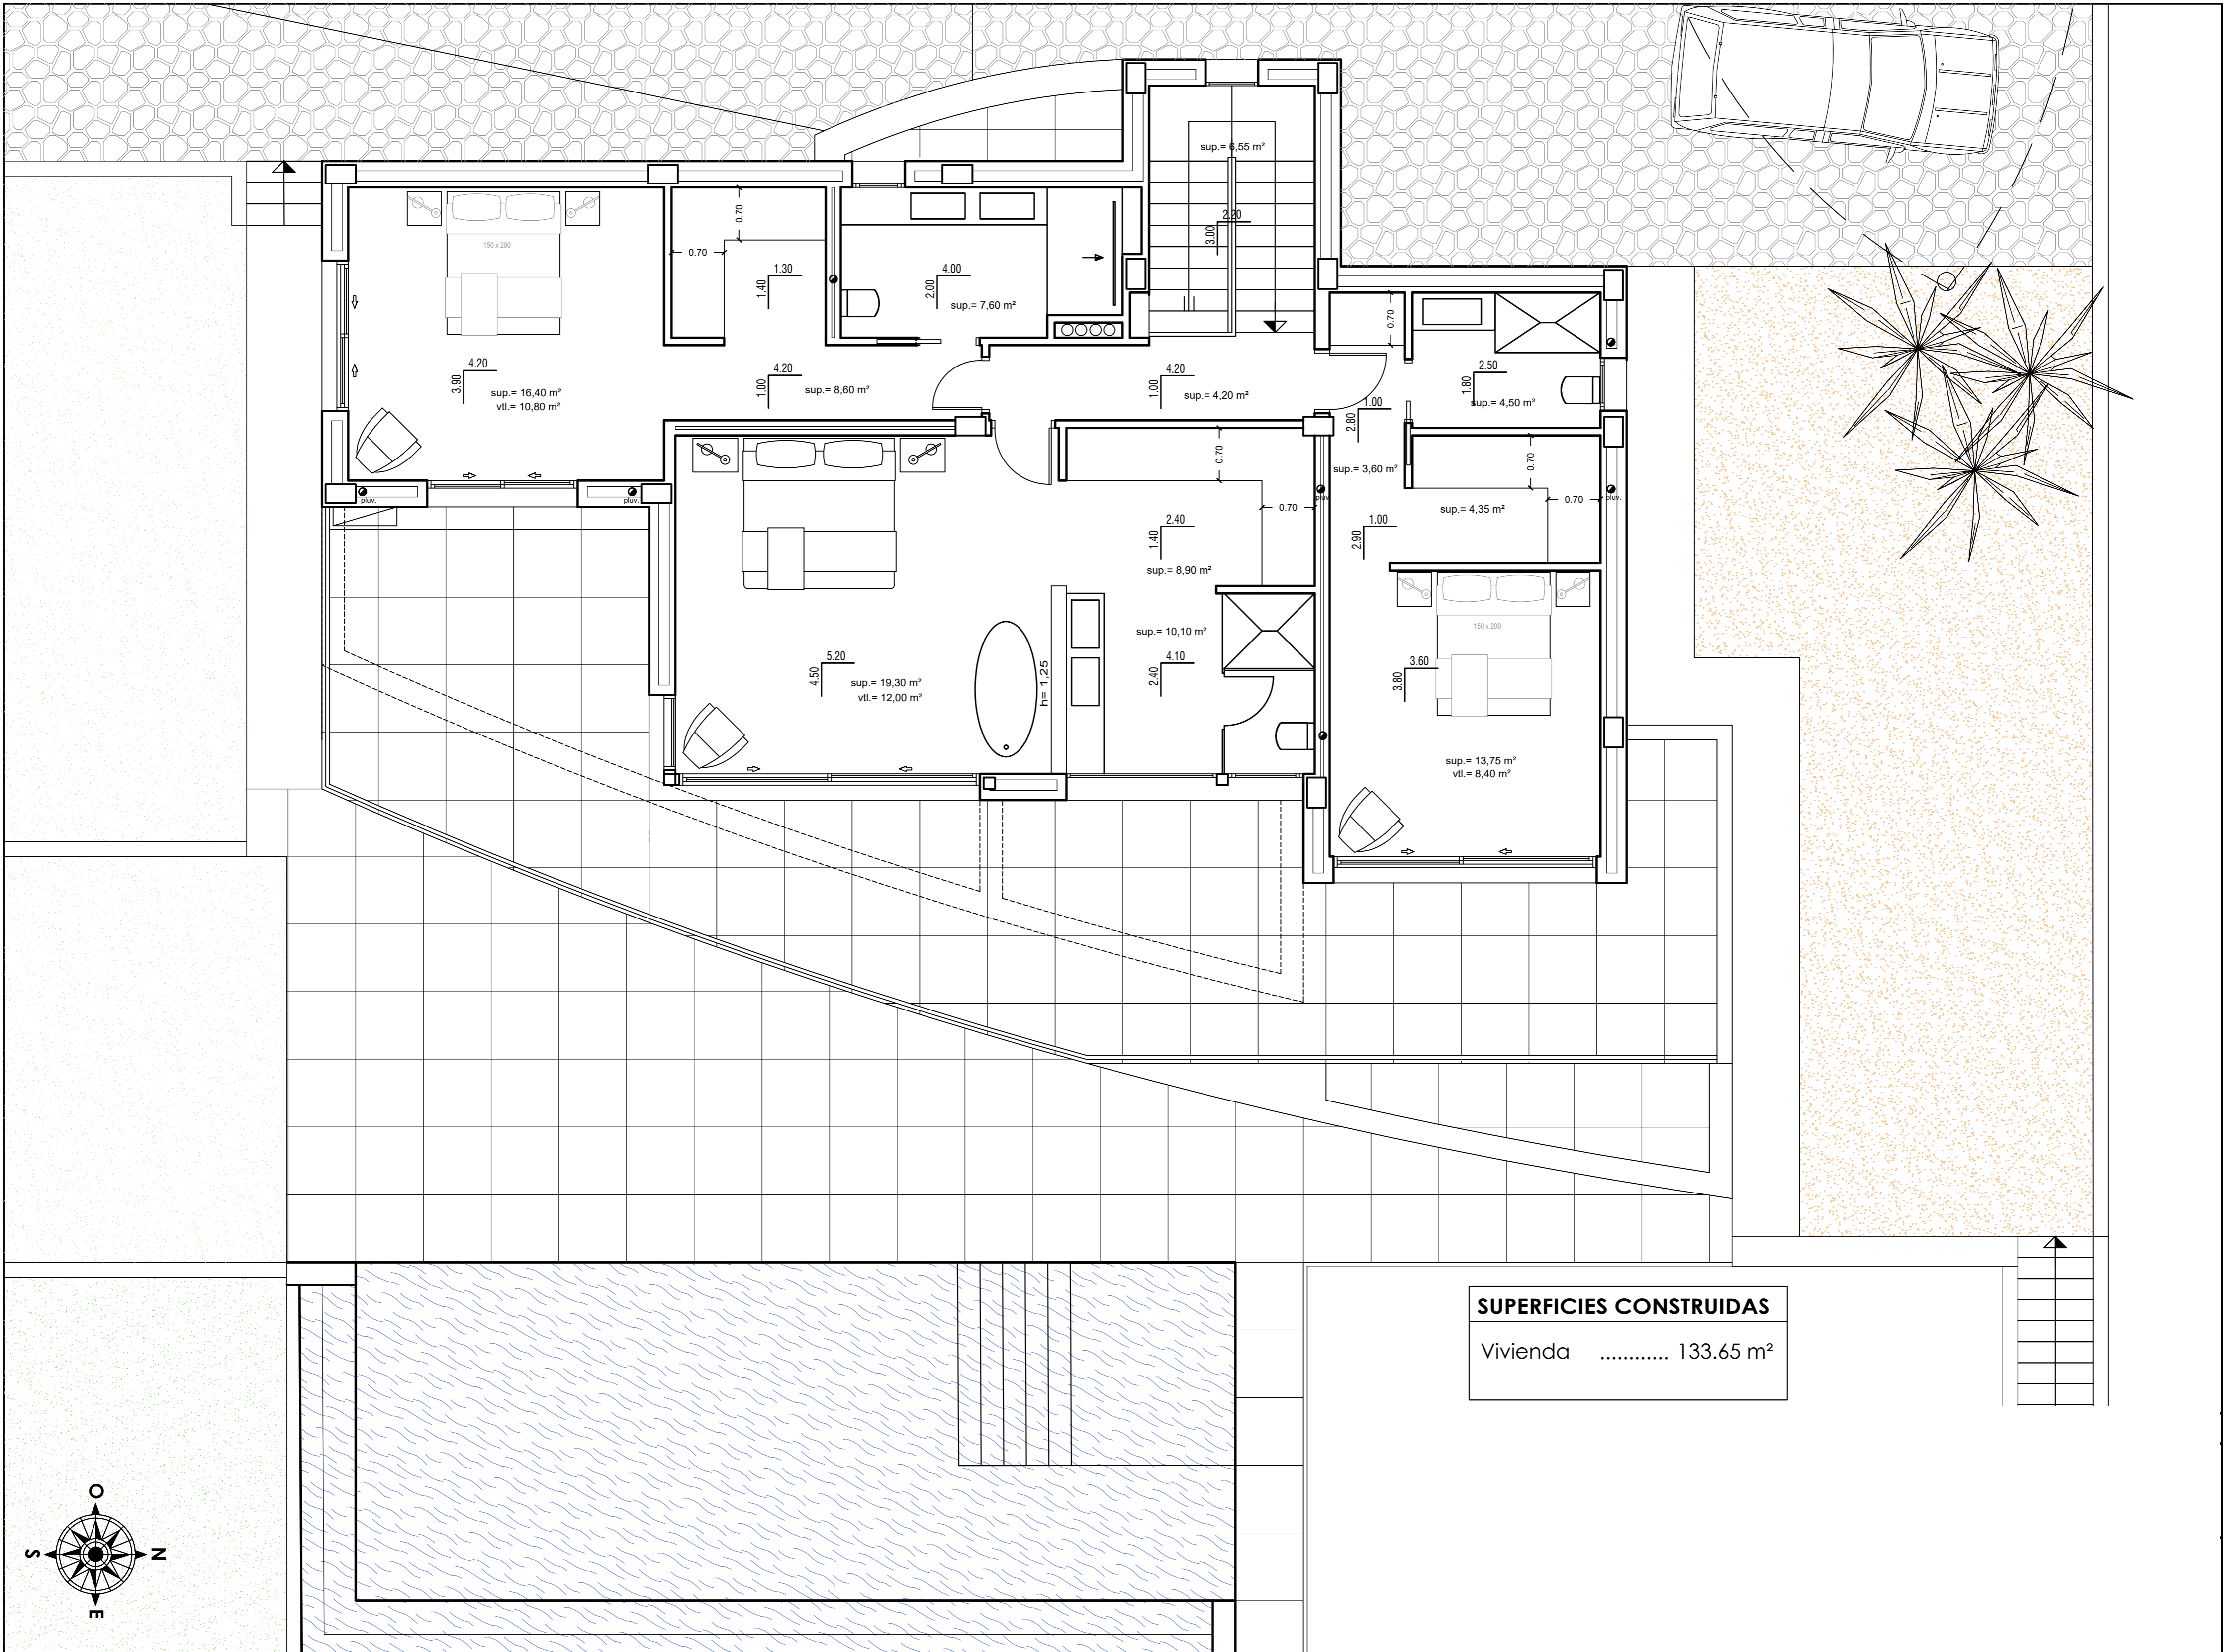 sup.= 6,55 m²
2.20
3.00
150 x 200
0.70
0.70
1.30
1.40
4.00
2.00
sup.= 7,60 m²
0.70
4.20
3.90
sup.= 16,40 m²
vtl.= 10,80 m²
4.20
1.00
sup.= 8,60 m²
4.20
1.00
sup.= 4,20 m²
2.50
1.80
sup.= 4,50 m²
1.00
2.80
sup.= 3,60 m²
pluv.
pluv.
0.70
0.70
pluv.
0.70
0.70
pluv.
sup.= 4,35 m²
2.40
1.40
sup.= 8,90 m²
1.00
2.90
150 x 200
sup.= 10,10 m²
4.10
2.40
h= 1,25
5.20
4.50
sup.= 19,30 m²
vtl.= 12,00 m²
3.60
3.80
sup.= 13,75 m²
vtl.= 8,40 m²
SUPERFICIES CONSTRUIDAS
Vivienda ............ 133.65 m²
O
S
N
E